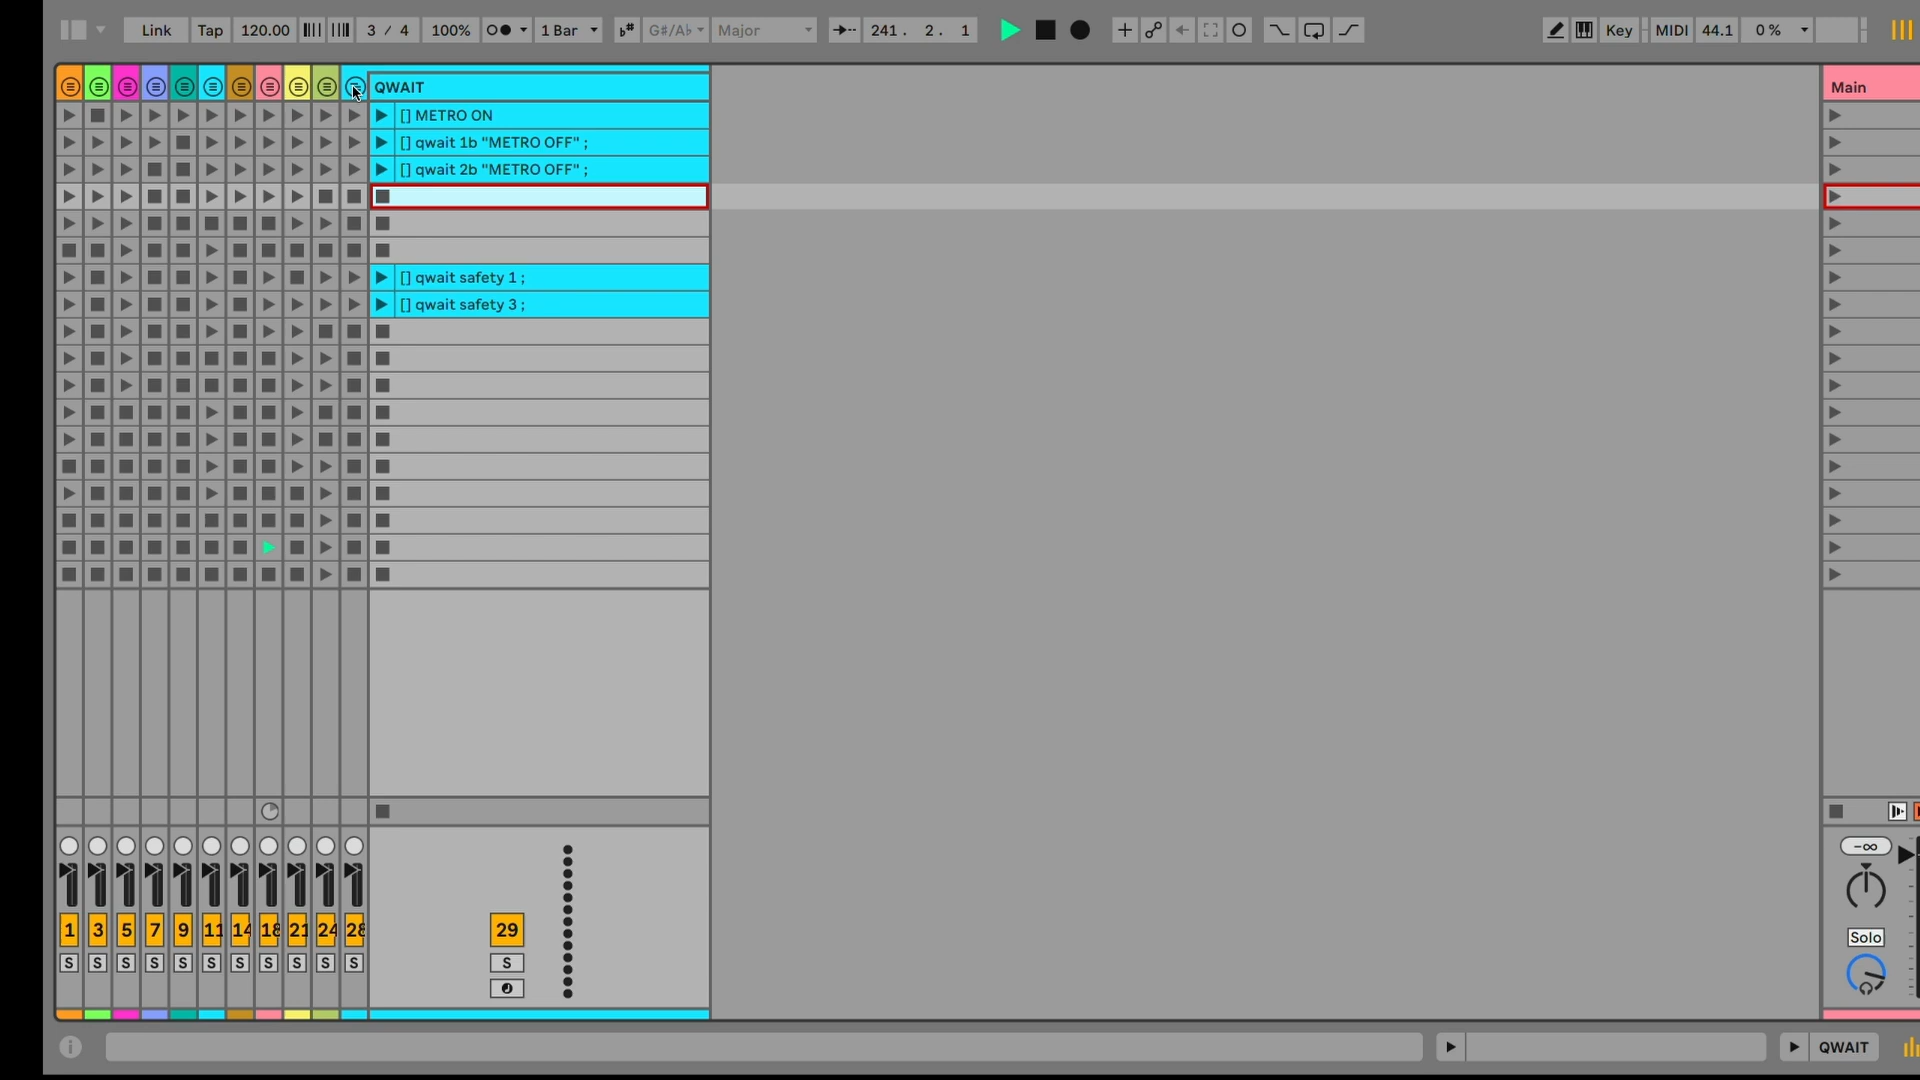 Link Tap 120.00 3 / 4 100% 1 Bar G#/A♭ Major 241. 2. 1 Key MIDI 44.1 0 %
QWAIT Main
[] METRO ON
[] qwait 1b "METRO OFF" ;
[] qwait 2b "METRO OFF" ;
[] qwait safety 1 ;
[] qwait safety 3 ;
-∞
1 3 5 7 9 11 14 18 21 24 28 29 Solo
S S S S S S S S S S S S
QWAIT